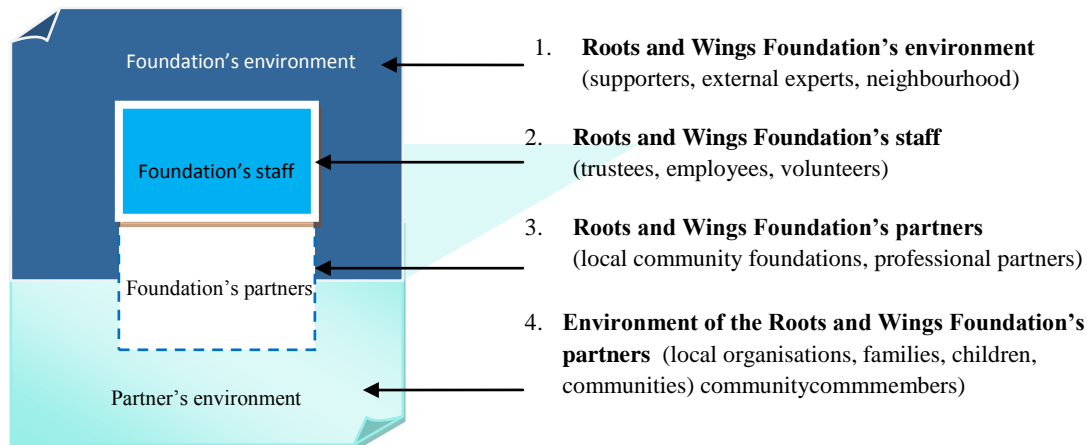 Foundation's environment
Foundation's staff
Foundation's partners
Partner's environment
1. Roots and Wings Foundation's environment
(supporters, external experts, neighbourhood)
2. Roots and Wings Foundation's staff
(trustees, employees, volunteers)
3. Roots and Wings Foundation's partners
(local community foundations, professional partners)
4. Environment of the Roots and Wings Foundation's
partners (local organisations, families, children,
communities) communitycommmembers)